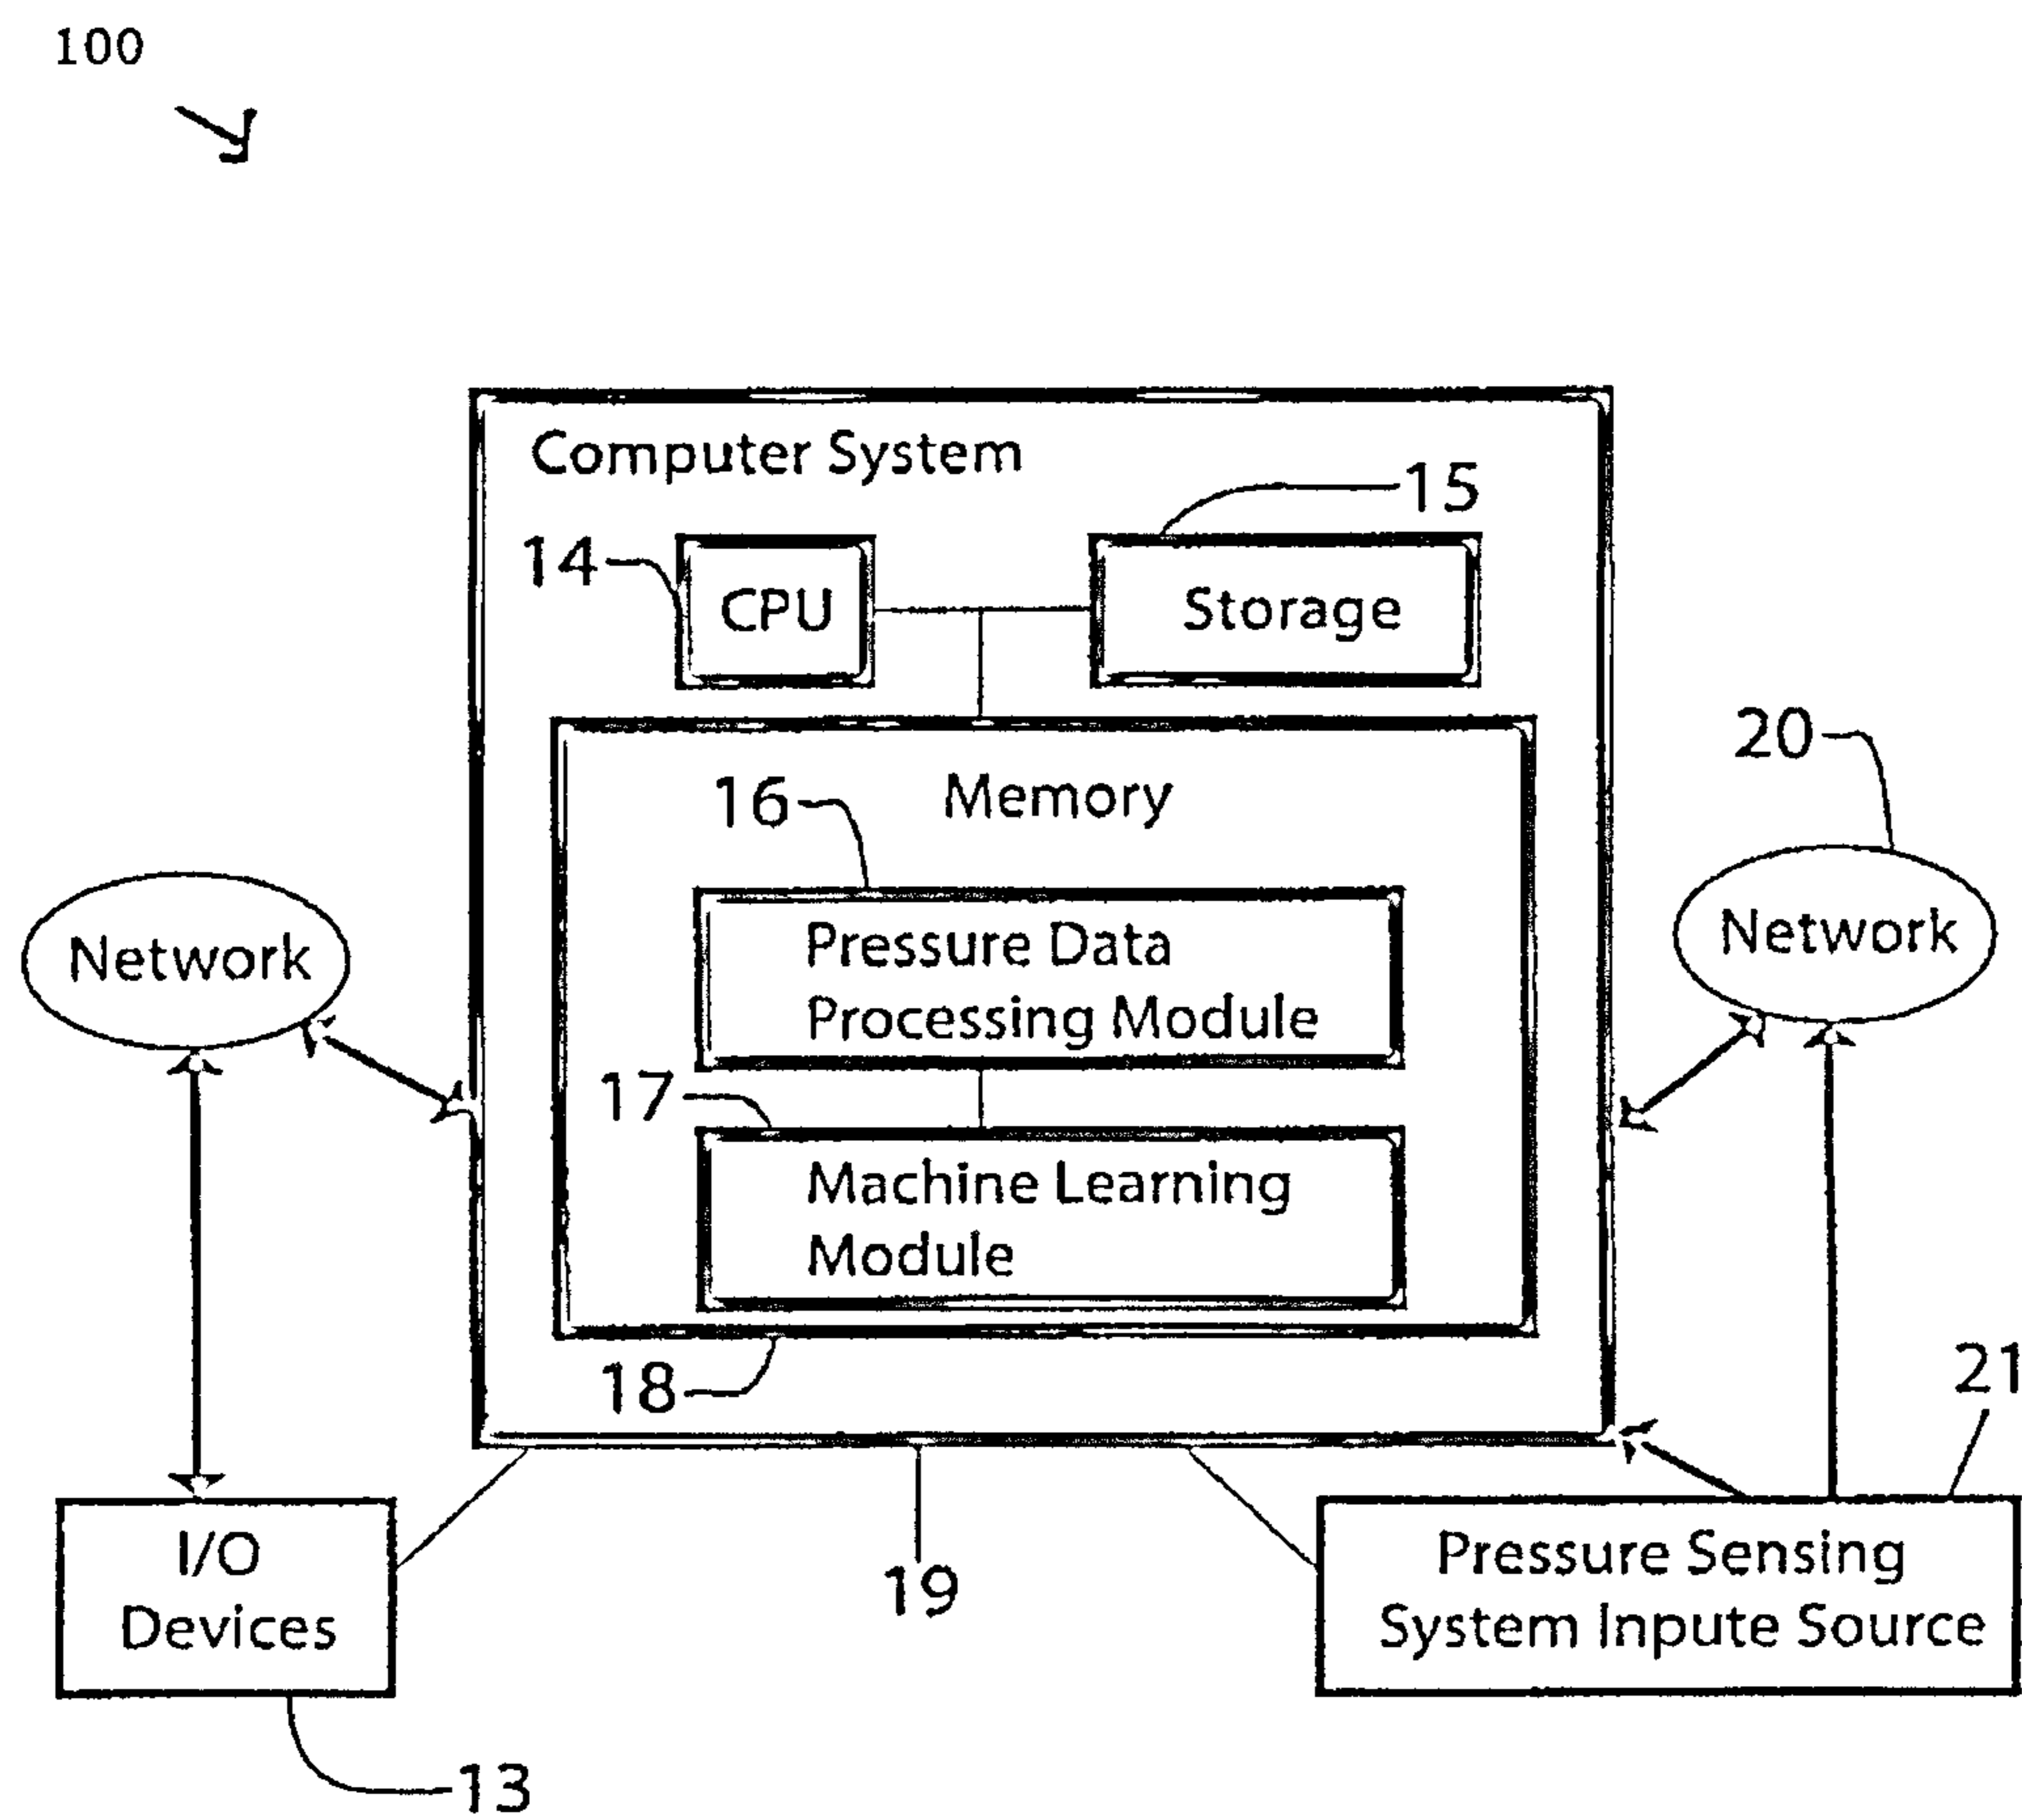 100
Computer System
15
14
CPU
Storage
20
16
Memory
Network
Pressure Data
Processing Module
Network
17
Machine Learning
Module
18
21
I/O
Devices
19
Pressure Sensing
System Inpute Source
13